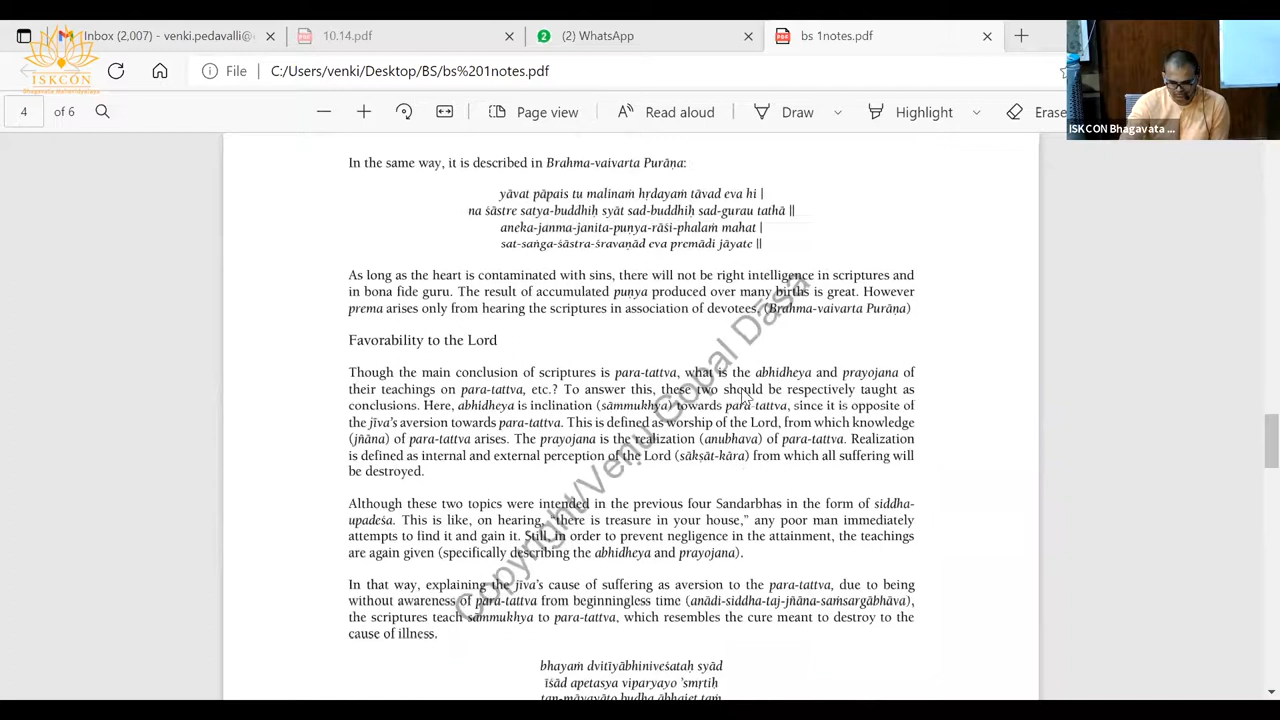 Inbox (2,007) - venki.pedavalli@
10.14.pdf
(2) WhatsApp
bs 1notes.pdf
ISKCON
Bhagavata Mahavidyalaya
File
C:/Users/venki/Desktop/BS/bs%201notes.pdf
4 of 6
Page view
Read aloud
Draw
Highlight
Erase
ISKCON Bhagavata ...
In the same way, it is described in Brahma-vaivarta Purāṇa:
yāvat pāpais tu malinaṁ hṛdayaṁ tāvad eva hi |
na śāstre satya-buddhiḥ syāt sad-buddhiḥ sad-gurau tathā ||
aneka-janma-janita-puṇya-rāśi-phalaṁ mahat |
sat-saṅga-śāstra-śravaṇād eva premādi jāyate ||
As long as the heart is contaminated with sins, there will not be right intelligence in scriptures and
in bona fide guru. The result of accumulated puṇya produced over many births is great. However
prema arises only from hearing the scriptures in association of devotees. (Brahma-vaivarta Purāṇa)
Favorability to the Lord
Though the main conclusion of scriptures is para-tattva, what is the abhidheya and prayojana of
their teachings on para-tattva, etc.? To answer this, these two should be respectively taught as
conclusions. Here, abhidheya is inclination (sāmmukhya) towards para-tattva, since it is opposite of
the jīva's aversion towards para-tattva. This is defined as worship of the Lord, from which knowledge
(jñāna) of para-tattva arises. The prayojana is the realization (anubhava) of para-tattva. Realization
is defined as internal and external perception of the Lord (sākṣāt-kāra) from which all suffering will
be destroyed.
Although these two topics were intended in the previous four Sandarbhas in the form of siddha-
upadeśa. This is like, on hearing, “there is treasure in your house,” any poor man immediately
attempts to find it and gain it. Still, in order to prevent negligence in the attainment, the teachings
are again given (specifically describing the abhidheya and prayojana).
In that way, explaining the jīva's cause of suffering as aversion to the para-tattva, due to being
without awareness of para-tattva from beginningless time (anādi-siddha-taj-jñāna-saṁsargābhāva),
the scriptures teach sāmmukhya to para-tattva, which resembles the cure meant to destroy to the
cause of illness.
bhayaṁ dvitīyābhiniveśataḥ syād
īśād apetasya viparyayo 'smṛtiḥ
tan-māyayāto budha ābhajet taṁ
Copyright/Veṇu Gopal Dāsa